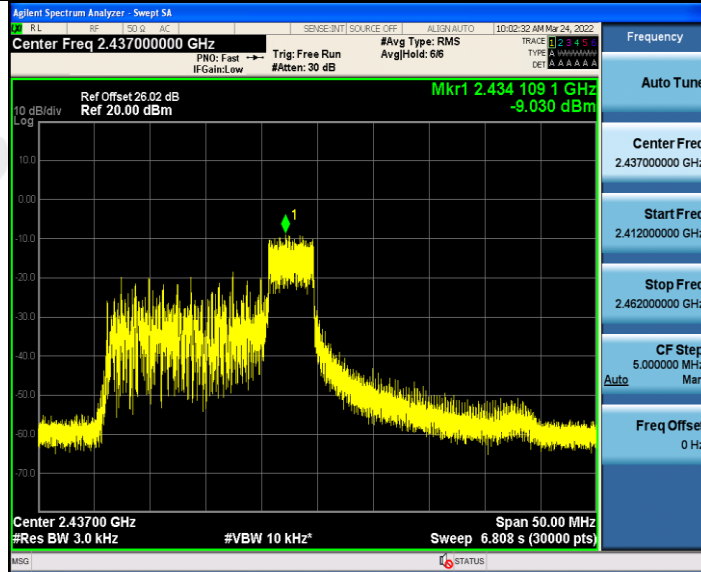 Agilent Spectrum Analyzer - Swept SA
RL RF 50 Ω AC SENSE:INT SOURCE OFF ALIGN AUTO 10:02:32 AM Mar 24, 2022
Center Freq 2.437000000 GHz
PNO: Fast
IFGain:Low
Trig: Free Run
#Atten: 30 dB
#Avg Type: RMS
Avg|Hold: 6/6
TRACE 1 2 3 4 5 6
TYPE A WWWWW
DET A A A A A A
Ref Offset 26.02 dB
Ref 20.00 dBm
10 dB/div
Log
Mkr1 2.434 109 1 GHz
-9.030 dBm
10.0
0.00
-10.0
-20.0
-30.0
-40.0
-50.0
-60.0
-70.0
1
Center 2.43700 GHz
#Res BW 3.0 kHz
#VBW 10 kHz*
Span 50.00 MHz
Sweep 6.808 s (30000 pts)
MSG
STATUS
Frequency
Auto Tune
Center Freq
2.437000000 GHz
Start Freq
2.412000000 GHz
Stop Freq
2.462000000 GHz
CF Step
5.000000 MHz
Auto Man
Freq Offset
0 Hz